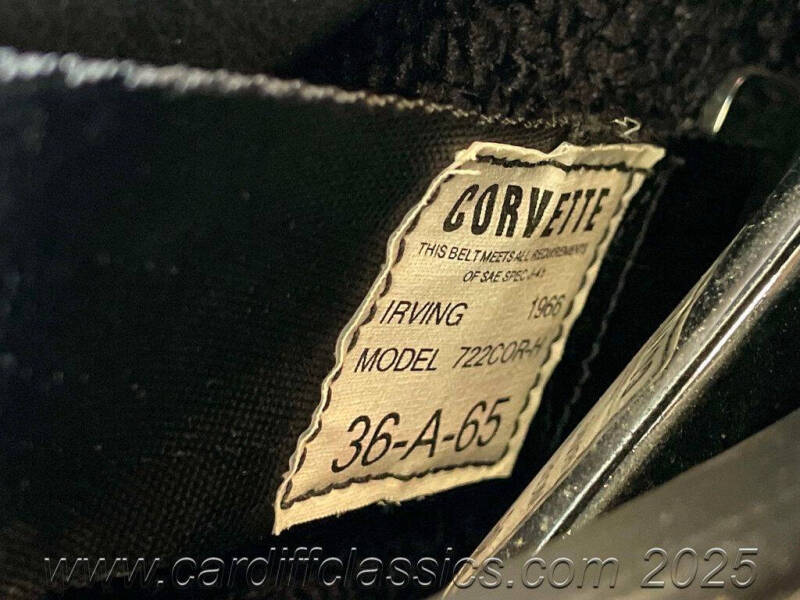 CORVETTE
THIS BELT MEETS ALL REQUIREMENTS
OF SAE SPEC J-4
IRVING 1966
MODEL 722COR-H
36-A-65
www.cardiffclassics.com 2025